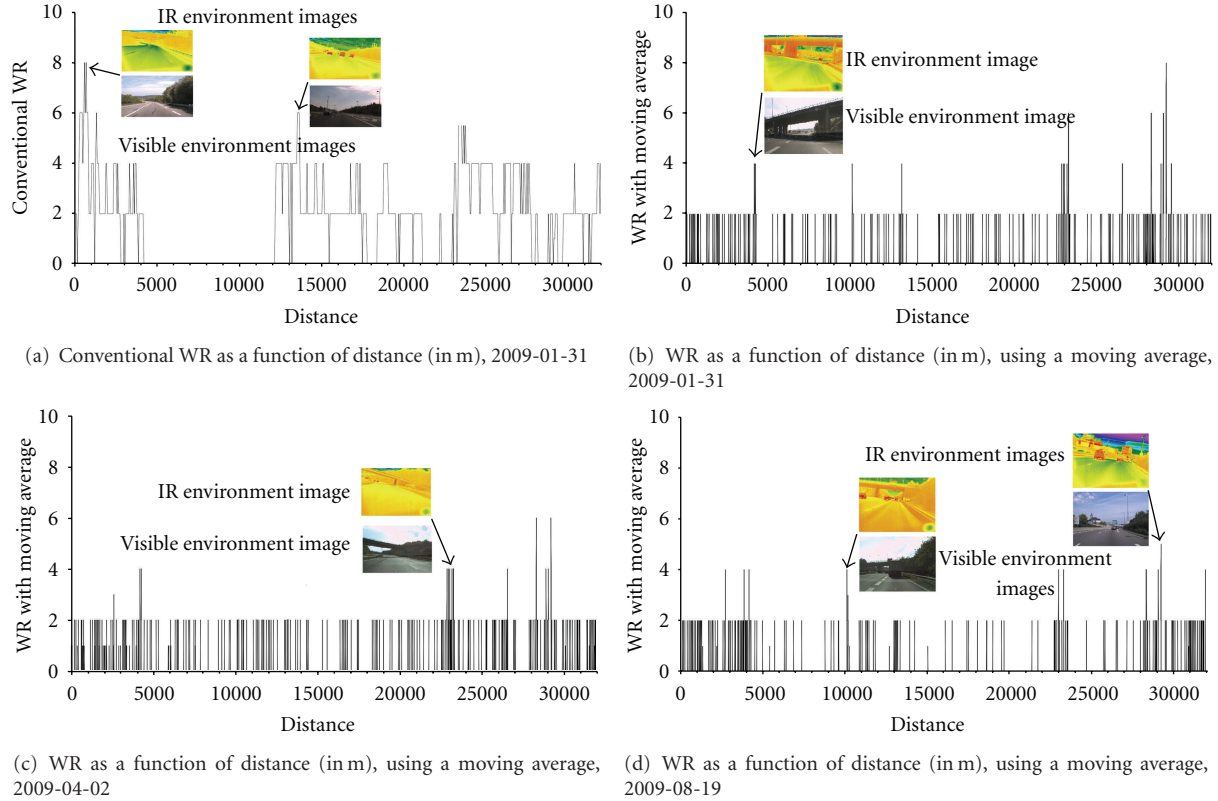 10
8
6
4
2
0
Conventional WR
IR environment images
Visible environment images
0 5000 10000 15000 20000 25000 30000
Distance
(a) Conventional WR as a function of distance (in m), 2009-01-31
10
8
6
4
2
0
WR with moving average
IR environment image
Visible environment image
0 5000 10000 15000 20000 25000 30000
Distance
(b) WR as a function of distance (in m), using a moving average,
2009-01-31
10
8
6
4
2
0
WR with moving average
IR environment image
Visible environment image
0 5000 10000 15000 20000 25000 30000
Distance
(c) WR as a function of distance (in m), using a moving average,
2009-04-02
10
8
6
4
2
0
WR with moving average
IR environment images
Visible environment
images
0 5000 10000 15000 20000 25000 30000
Distance
(d) WR as a function of distance (in m), using a moving average,
2009-08-19